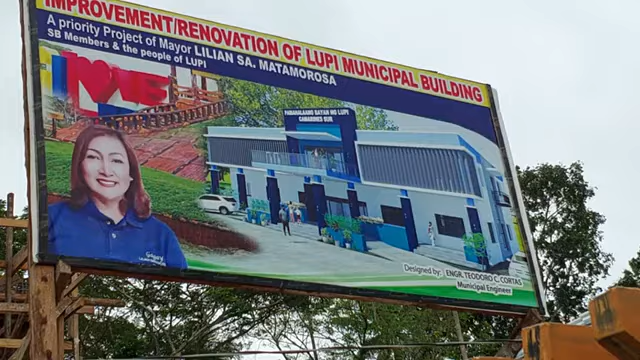 IMPROVEMENT/RENOVATION OF LUPI MUNICIPAL BUILDING
A priority Project of Mayor LILIAN SA. MATAMOROSA
SB Members & the people of LUPI
PAMAHALAANG BAYAN NG LUPI
CAMARINES SUR
Designed by: ENGR. TEODORO C. CORTAS
Municipal Engineer